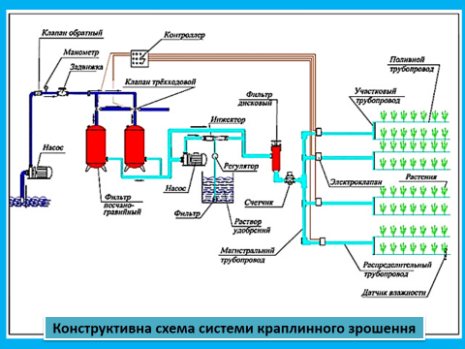 Клапан обратный
Контроллер
Манометр
Задвижка
Клапан трёхходовой
Поливной
трубопровод
Фильтр
дисковый
Участковый
трубопровод
Инжектор
Насос
Регулятор
Электроклапан
Растения
Фильтр
песчано-
гравийный
Насос
Счетчик
Фильтр
Раствор
удобрений
Магистральный
трубопровод
Распределительный
трубопровод
Датчик влажности
Конструктивна схема системи краплинного зрошення